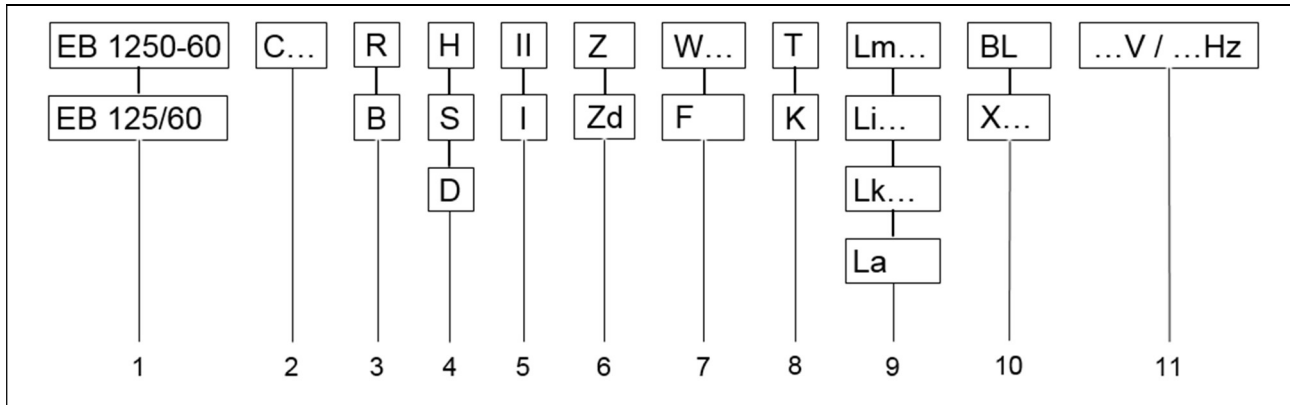 EB 1250-60 C... R H II Z W... T Lm... BL ...V / ...Hz
EB 125/60 B S I Zd F K Li... X...
D Lk...
La
1 2 3 4 5 6 7 8 9 10 11